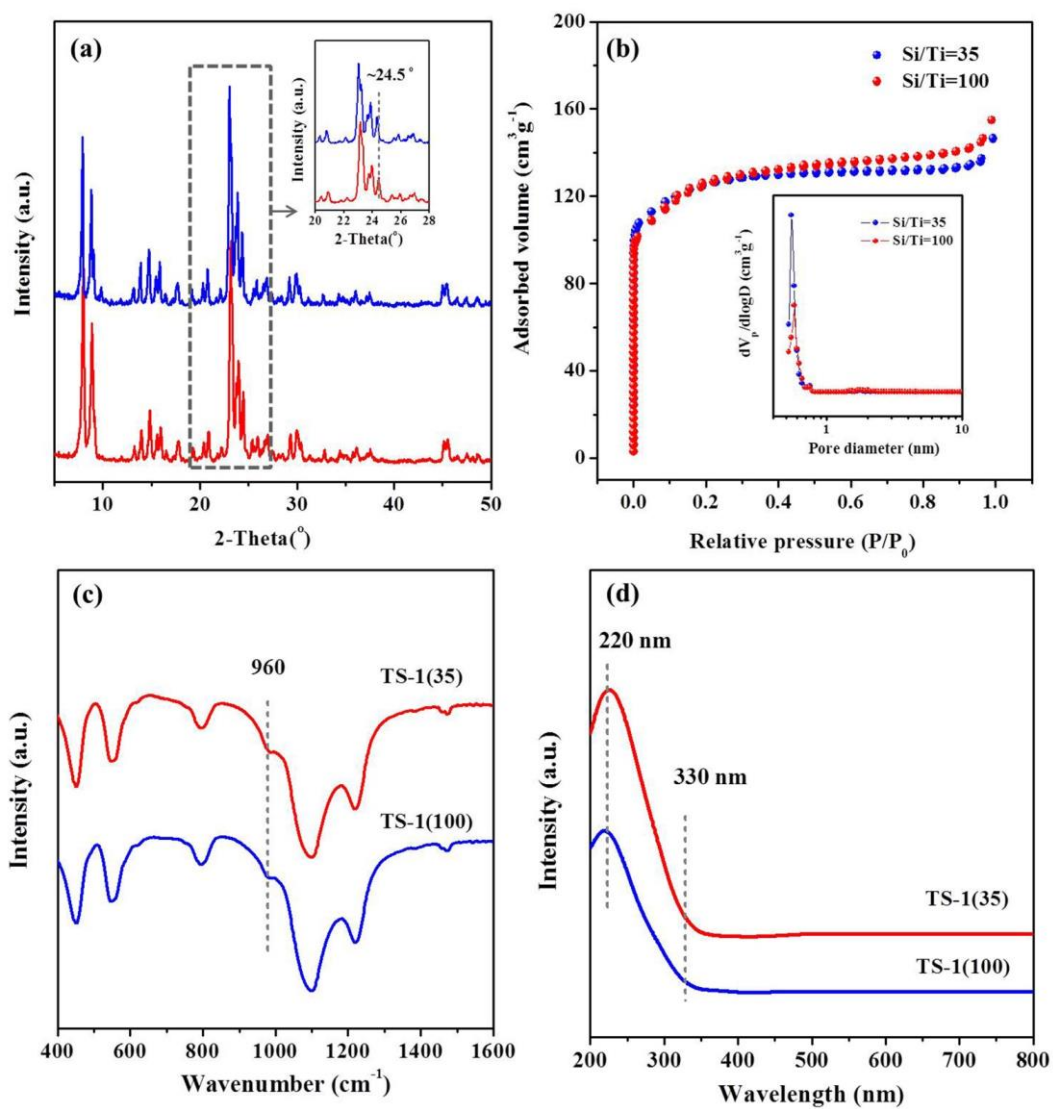 (a)
~24.5 °
Intensity (a.u.)
20 22 24 26 28
2-Theta(°)
Intensity (a.u.)
10 20 30 40 50
2-Theta(°)
(b)
Si/Ti=35
Si/Ti=100
Adsorbed volume (cm³g⁻¹)
200
160
120
80
40
0
Si/Ti=35
Si/Ti=100
dVₚ/dlogD (cm³g⁻¹)
1 10
Pore diameter (nm)
0.0 0.2 0.4 0.6 0.8 1.0
Relative pressure (P/P₀)
(c)
960
TS-1(35)
TS-1(100)
Intensity (a.u.)
400 600 800 1000 1200 1400 1600
Wavenumber (cm⁻¹)
(d)
220 nm
330 nm
TS-1(35)
TS-1(100)
Intensity (a.u.)
200 300 400 500 600 700 800
Wavelength (nm)